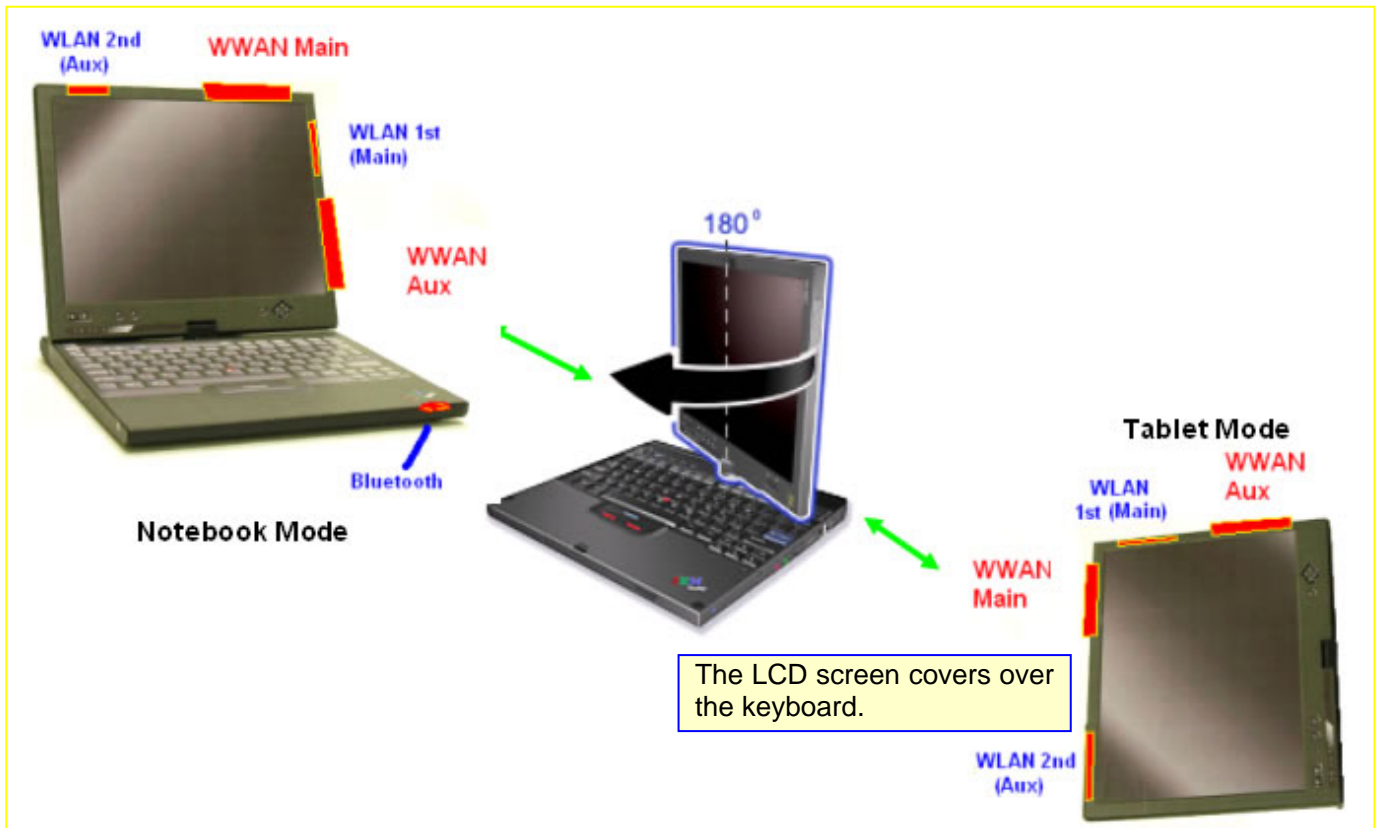 WLAN 2nd
(Aux)
WWAN Main
WLAN 1st
(Main)
WWAN
Aux
Bluetooth
Notebook Mode
180°
The LCD screen covers over
the keyboard.
Tablet Mode
WLAN
1st (Main)
WWAN
Aux
WWAN
Main
WLAN 2nd
(Aux)